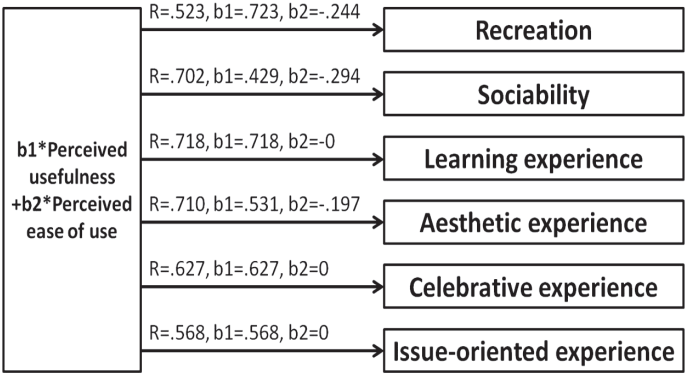 b1*Perceived
usefulness
+b2*Perceived
ease of use
R=.523, b1=.723, b2=-.244
Recreation
R=.702, b1=.429, b2=-.294
Sociability
R=.718, b1=.718, b2=-0
Learning experience
R=.710, b1=.531, b2=-.197
Aesthetic experience
R=.627, b1=.627, b2=0
Celebrative experience
R=.568, b1=.568, b2=0
Issue-oriented experience